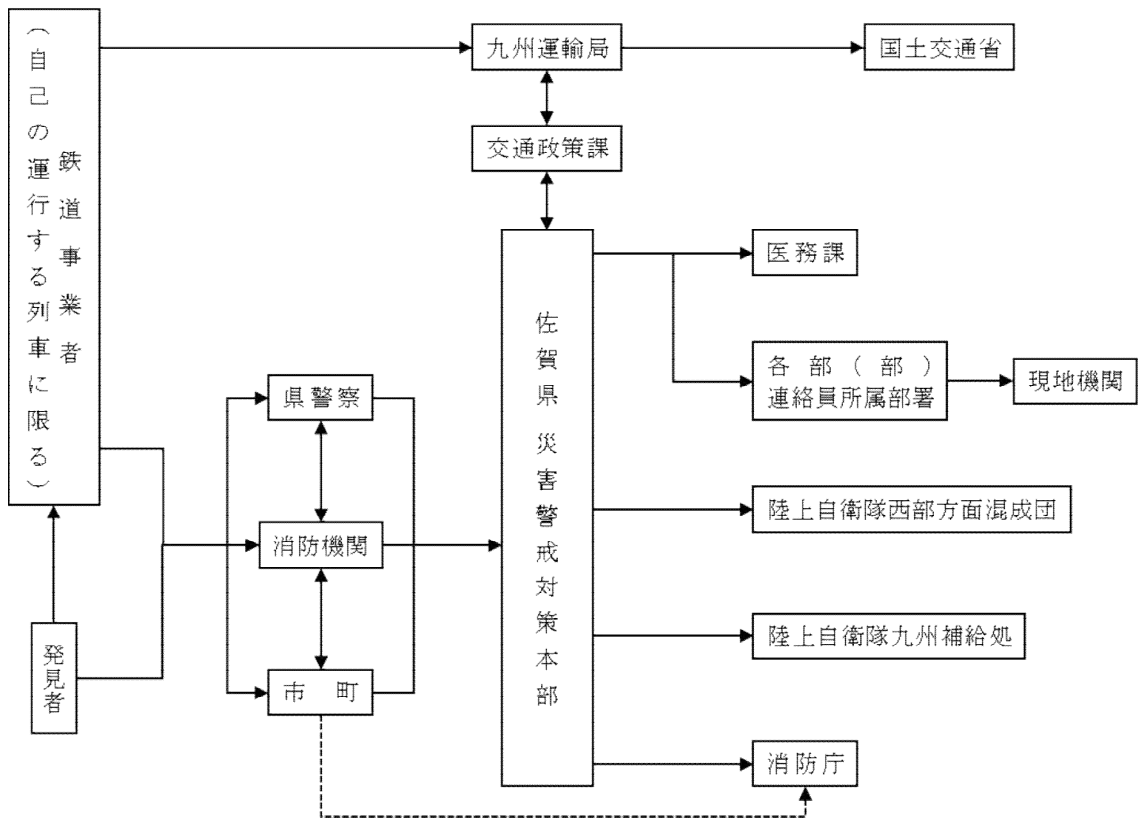 鉄道事業者
（自己の運行する列車に限る）
九州運輸局
国土交通省
交通政策課
佐賀県 災害警戒対策本部
医務課
各部（部）
連絡員所属部署
現地機関
県警察
陸上自衛隊西部方面混成団
消防機関
陸上自衛隊九州補給処
発見者
市町
消防庁